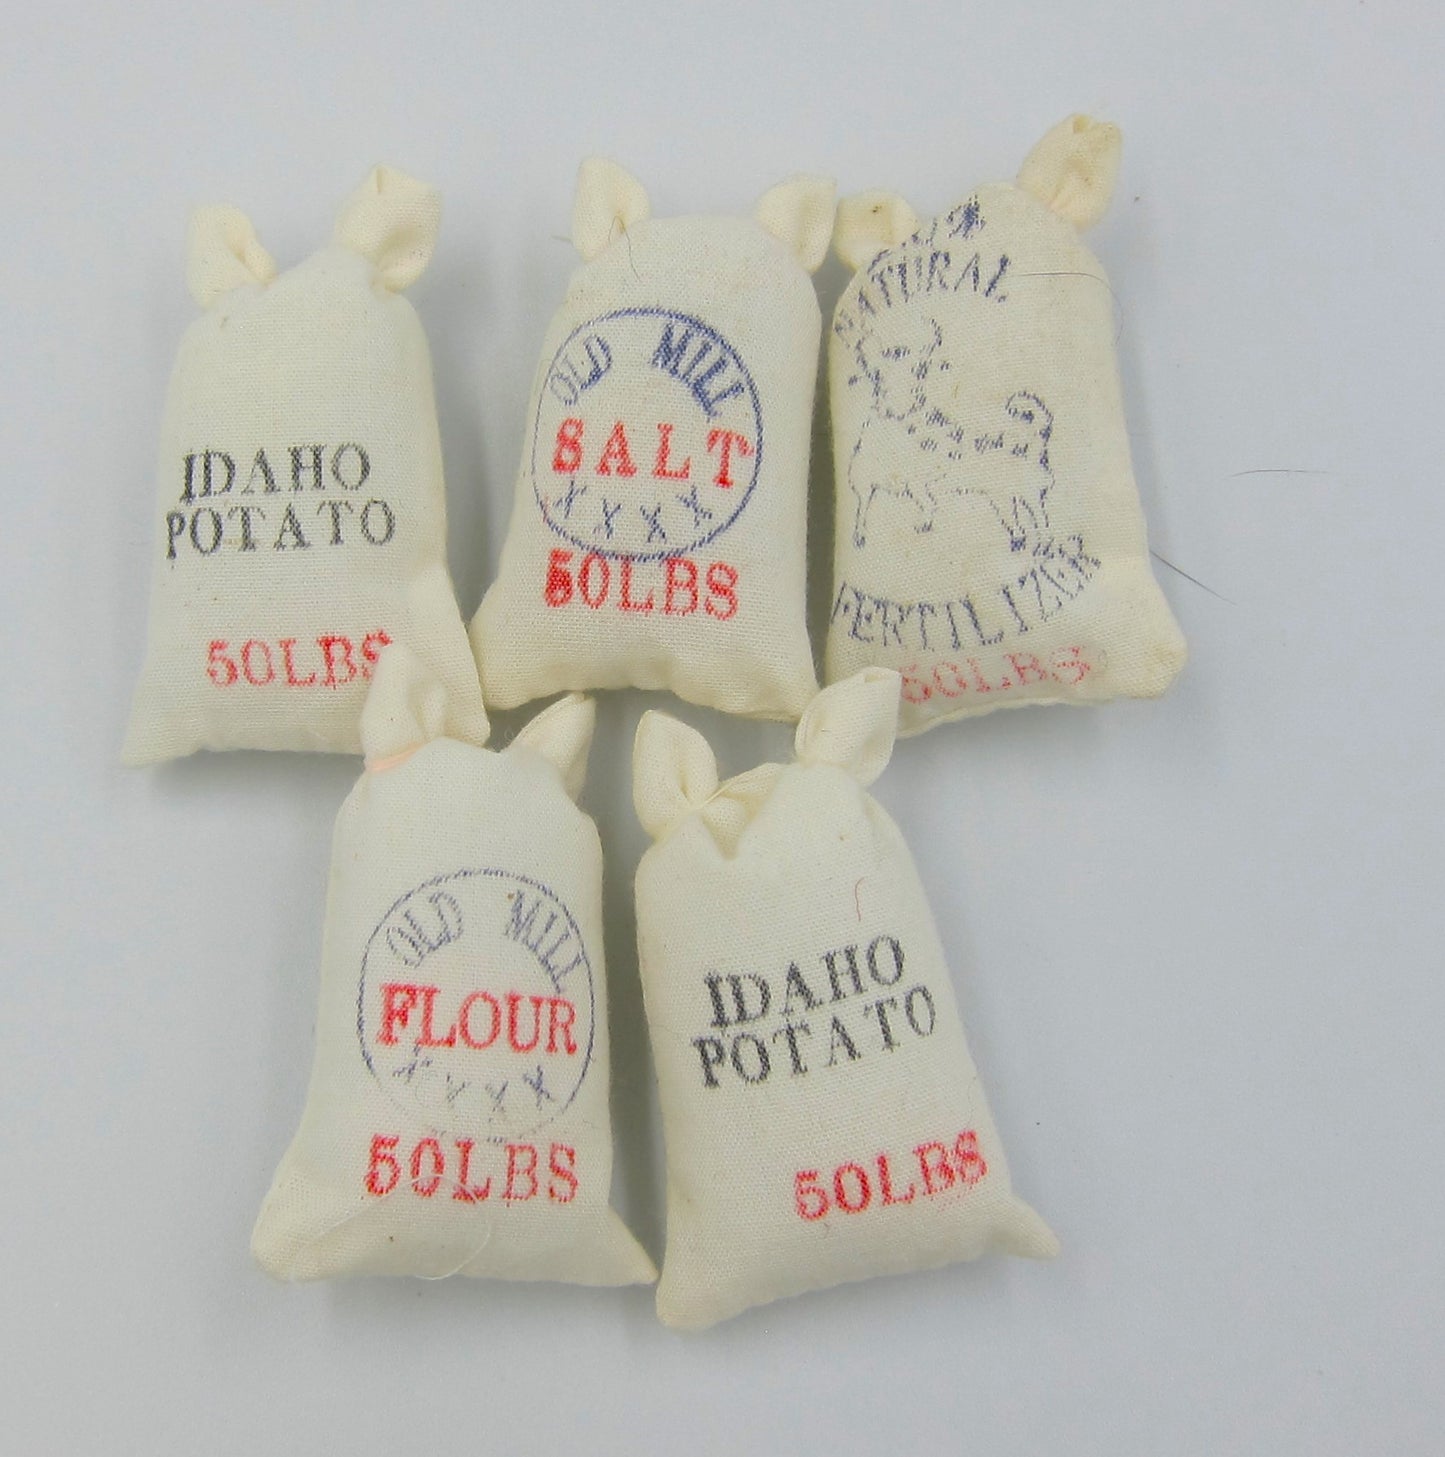 IDAHO
POTATO
50LBS
OLD MILL
SALT
XXXX
50LBS
NATURAL
FERTILIZER
50LBS
OLD MILL
FLOUR
XXXX
50LBS
IDAHO
POTATO
50LBS